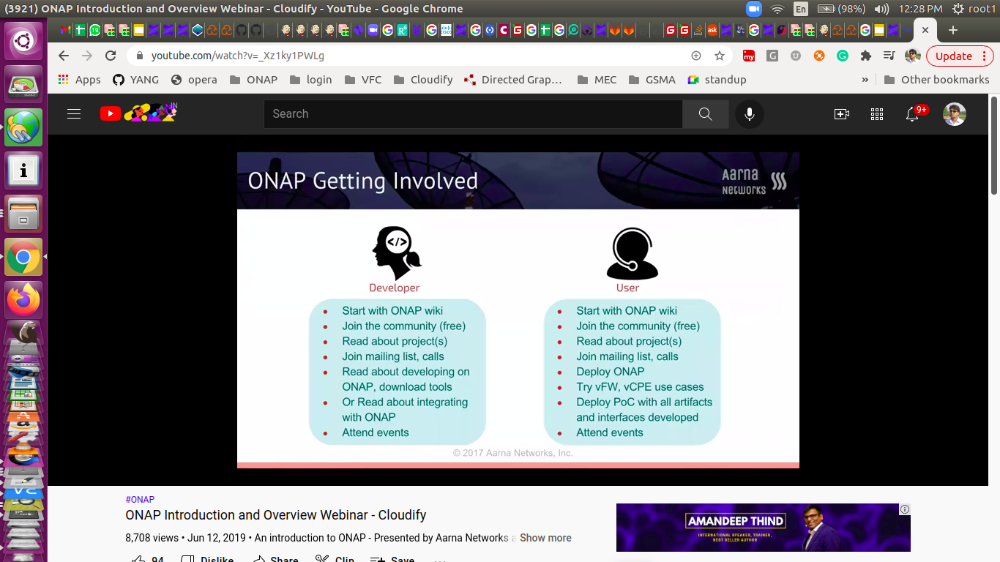 (3921) ONAP Introduction and Overview Webinar - Cloudify - YouTube - Google Chrome
En
(98%)
12:28 PM
root1
youtube.com/watch?v=_Xz1ky1PWLg
my
G
Update
Apps
YANG
opera
ONAP
login
VFC
Cloudify
Directed Grap...
MEC
GSMA
standup
»
Other bookmarks
IN
Search
9+
ONAP Getting Involved
Aarna
Networks
</>
Developer
• Start with ONAP wiki
• Join the community (free)
• Read about project(s)
• Join mailing list, calls
• Read about developing on
ONAP, download tools
• Or Read about integrating
with ONAP
• Attend events
User
• Start with ONAP wiki
• Join the community (free)
• Read about project(s)
• Join mailing list, calls
• Deploy ONAP
• Try vFW, vCPE use cases
• Deploy PoC with all artifacts
and interfaces developed
• Attend events
© 2017 Aarna Networks, Inc.
#ONAP
ONAP Introduction and Overview Webinar - Cloudify
8,708 views • Jun 12, 2019 • An introduction to ONAP - Presented by Aarna Networks a Show more
94
Dislike
Share
Clip
Save
AMANDEEP THIND
INTERNATIONAL SPEAKER, TRAINER,
BEST SELLER AUTHOR